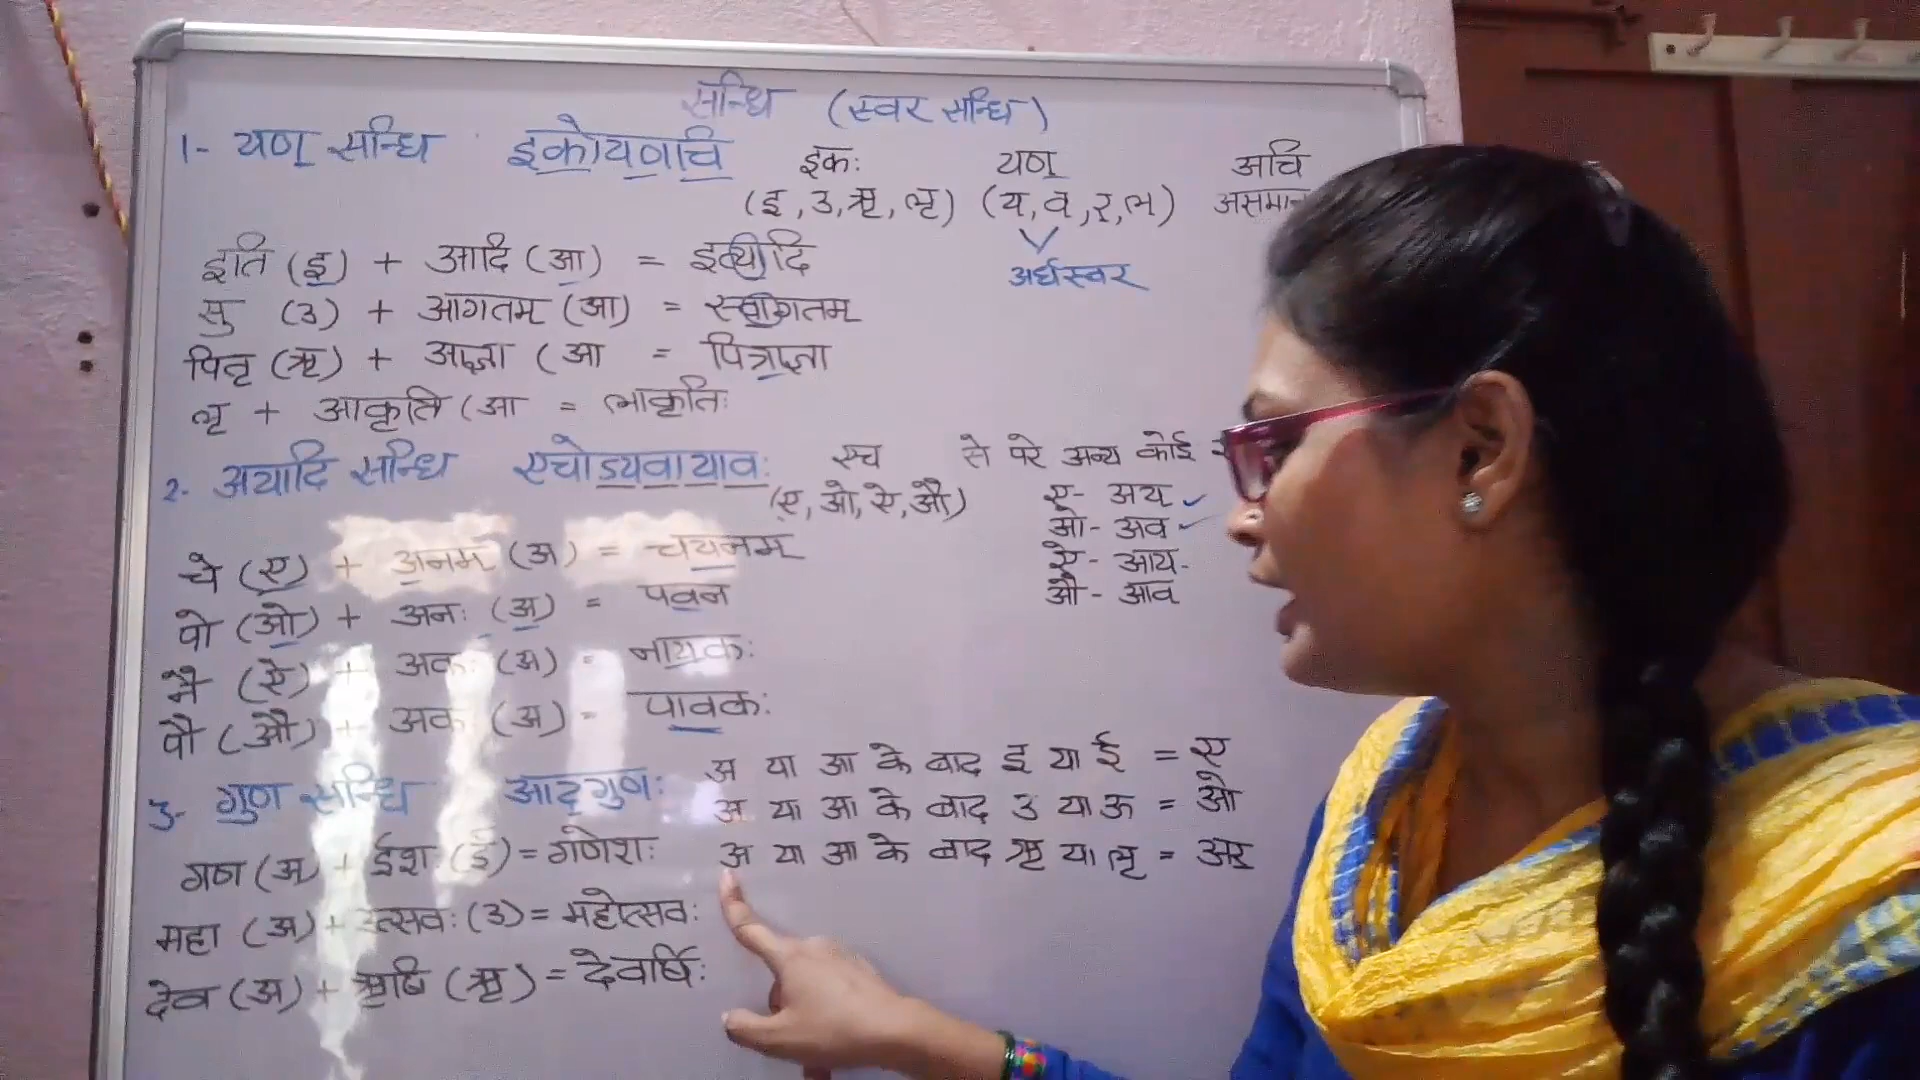 सन्धि (स्वर सन्धि)
1- यण् सन्धि इकोयणचि इकः यण् अचि
(इ, उ, ऋ, लृ) (य, व, र्, ल) असमान
अर्धस्वर
इति (इ) + आदि (आ) = इत्यादि
सु (उ) + आगतम (आ) = स्वागतम
पितृ (ऋ) + आज्ञा (आ = पित्राज्ञा
लृ + आकृति (आ = लाकृतिः
2- अयादि सन्धि एचोऽयवायावः एच से परे अन्य कोई
(ए, ओ, ऐ, औ) ए- अय
ओ- अव
ऐ- आय
औ- आव
चे (ए) + अनम (अ) = चयनम
पो (ओ) + अनः (अ) = पवन
नै (ऐ) + अकः (अ) = नायकः
पौ (औ) + अक (अ) = पावकः
3- गुण सन्धि आद्गुणः
अ या आ के बाद इ या ई = ए
अ या आ के बाद उ या ऊ = ओ
अ या आ के बाद ऋ या लृ = अर्
गण (अ) + ईशः (ई) = गणेशः
महा (अ) + उत्सवः (उ) = महोत्सवः
देव (अ) + ऋषि (ऋ) = देवर्षिः